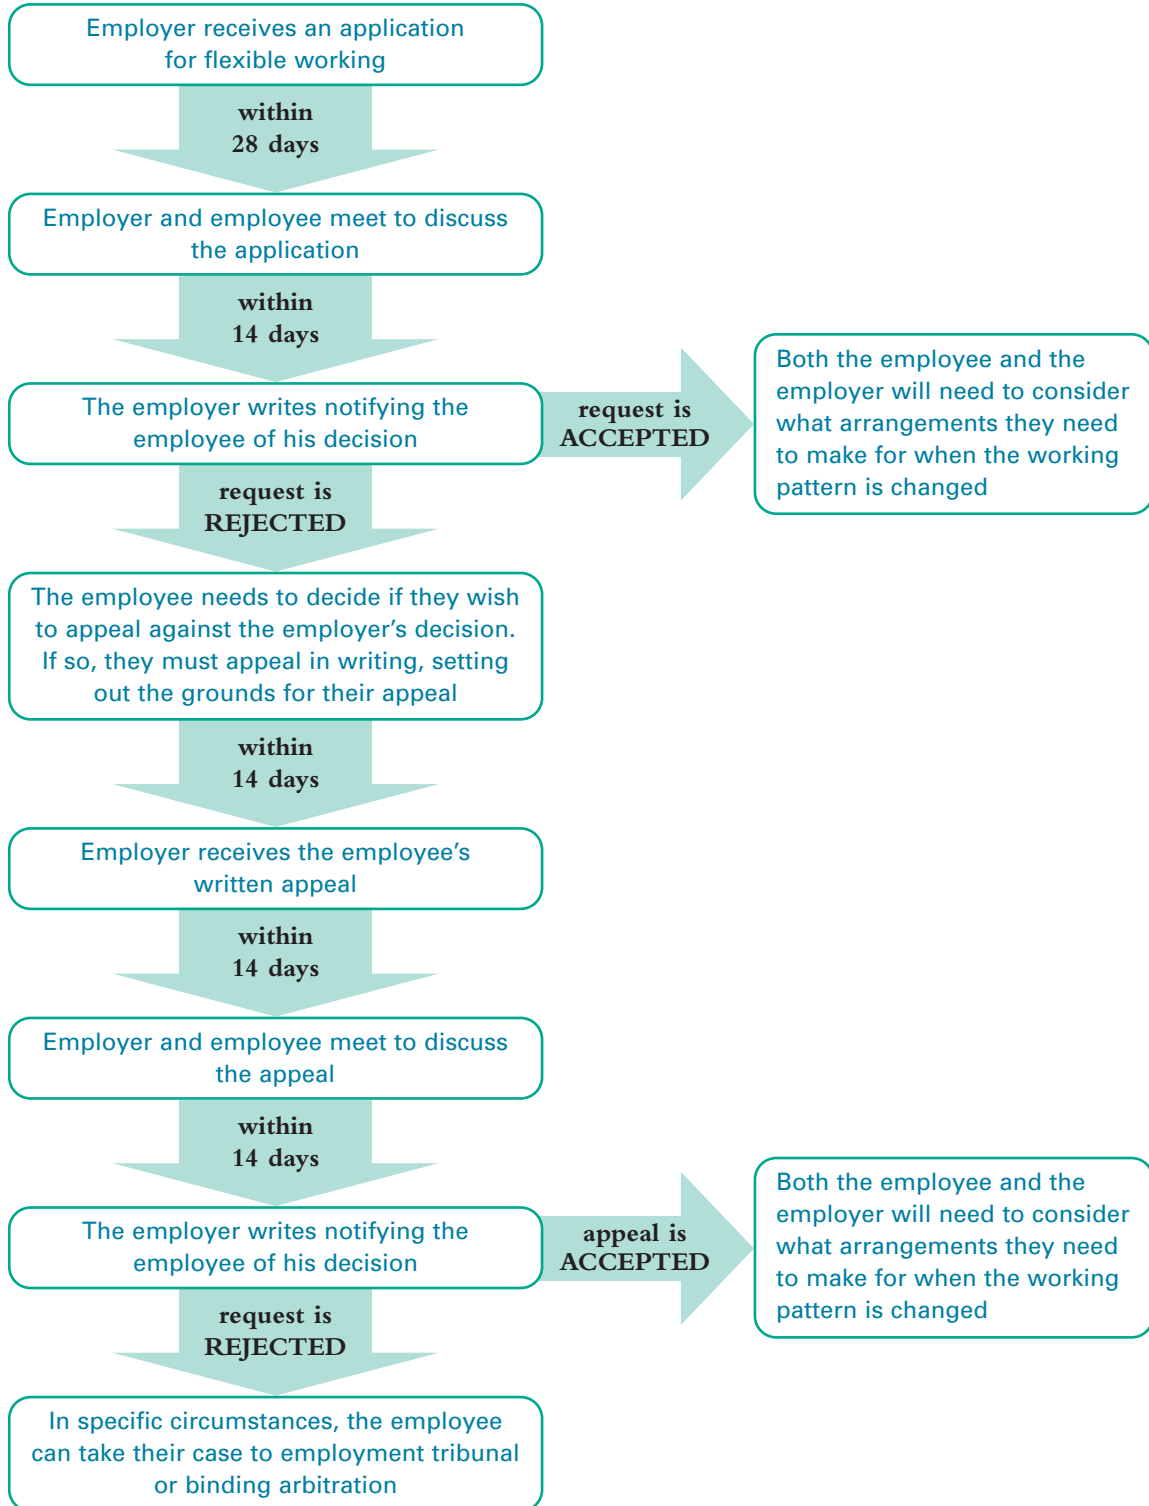 Employer receives an application
for flexible working
within
28 days
Employer and employee meet to discuss
the application
within
14 days
The employer writes notifying the
employee of his decision
request is
ACCEPTED
Both the employee and the
employer will need to consider
what arrangements they need
to make for when the working
pattern is changed
request is
REJECTED
The employee needs to decide if they wish
to appeal against the employer’s decision.
If so, they must appeal in writing, setting
out the grounds for their appeal
within
14 days
Employer receives the employee’s
written appeal
within
14 days
Employer and employee meet to discuss
the appeal
within
14 days
The employer writes notifying the
employee of his decision
appeal is
ACCEPTED
Both the employee and the
employer will need to consider
what arrangements they need
to make for when the working
pattern is changed
request is
REJECTED
In specific circumstances, the employee
can take their case to employment tribunal
or binding arbitration